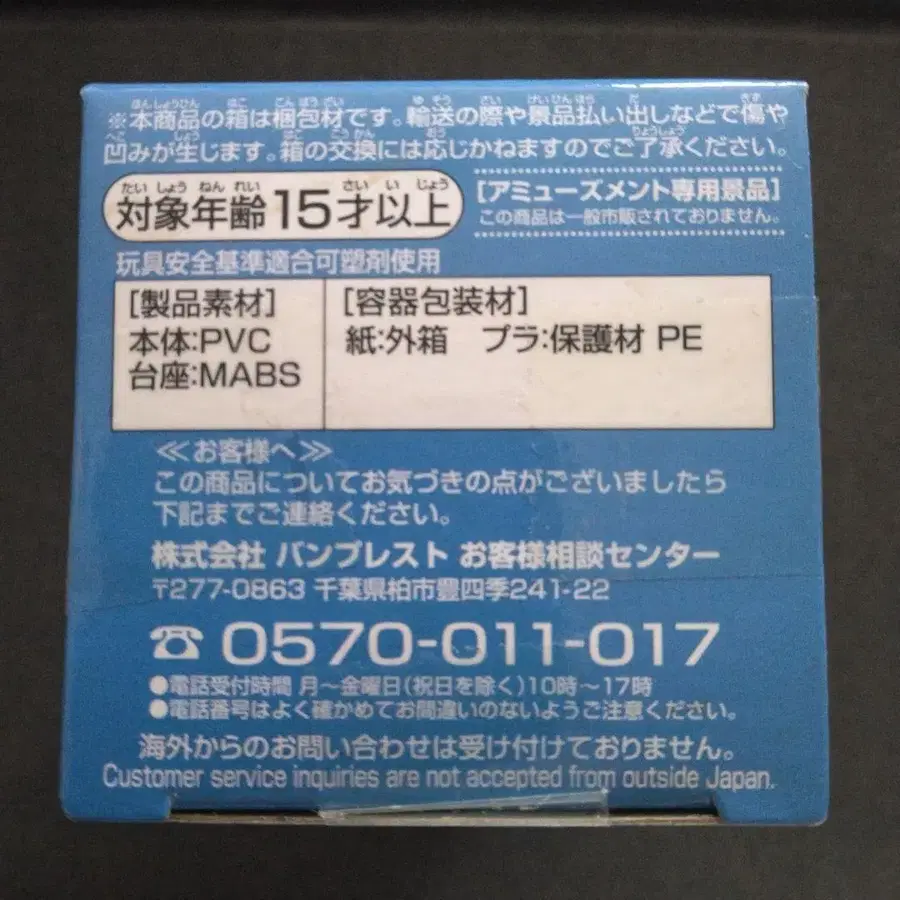 ※本商品の箱は梱包材です。輸送の際や景品払い出しなどで傷や
凹みが生じます。箱の交換には応じかねますのでご了承ください。
対象年齢15才以上
[アミューズメント専用景品]
この商品は一般市販されておりません。
玩具安全基準適合可塑剤使用
[製品素材]
本体:PVC
台座:MABS
[容器包装材]
紙:外箱 プラ:保護材 PE
≪お客様へ≫
この商品についてお気づきの点がございましたら
下記までご連絡ください。
株式会社 バンプレスト お客様相談センター
〒277-0863 千葉県柏市豊四季241-22
☎0570-011-017
●電話受付時間 月〜金曜日(祝日を除く)10時〜17時
●電話番号はよく確かめてお間違いのないようご注意ください。
海外からのお問い合わせは受け付けておりません。
Customer service inquiries are not accepted from outside Japan.